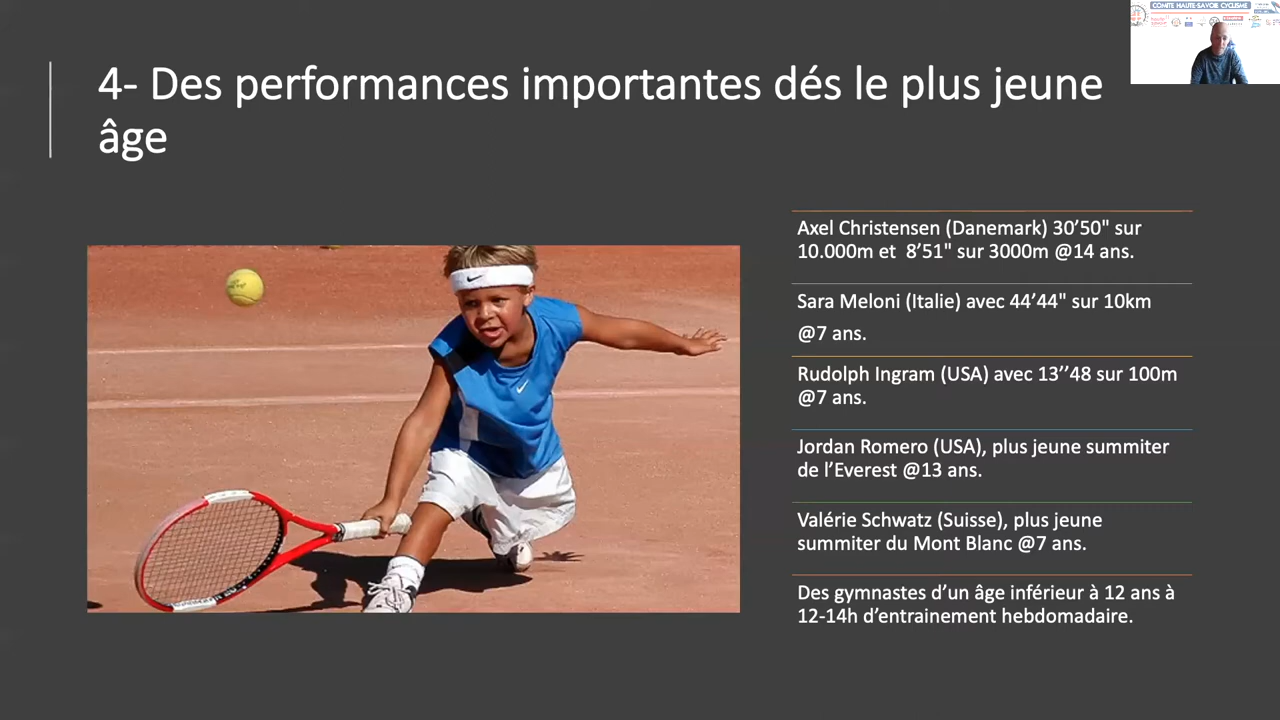 COMITE HAUTE-SAVOIE CYCLISME
4- Des performances importantes dés le plus jeune
âge
Axel Christensen (Danemark) 30’50" sur
10.000m et  8’51" sur 3000m @14 ans.
Sara Meloni (Italie) avec 44’44" sur 10km
@7 ans.
Rudolph Ingram (USA) avec 13’’48 sur 100m
@7 ans.
Jordan Romero (USA), plus jeune summiter
de l’Everest @13 ans.
Valérie Schwatz (Suisse), plus jeune
summiter du Mont Blanc @7 ans.
Des gymnastes d’un âge inférieur à 12 ans à
12-14h d’entrainement hebdomadaire.